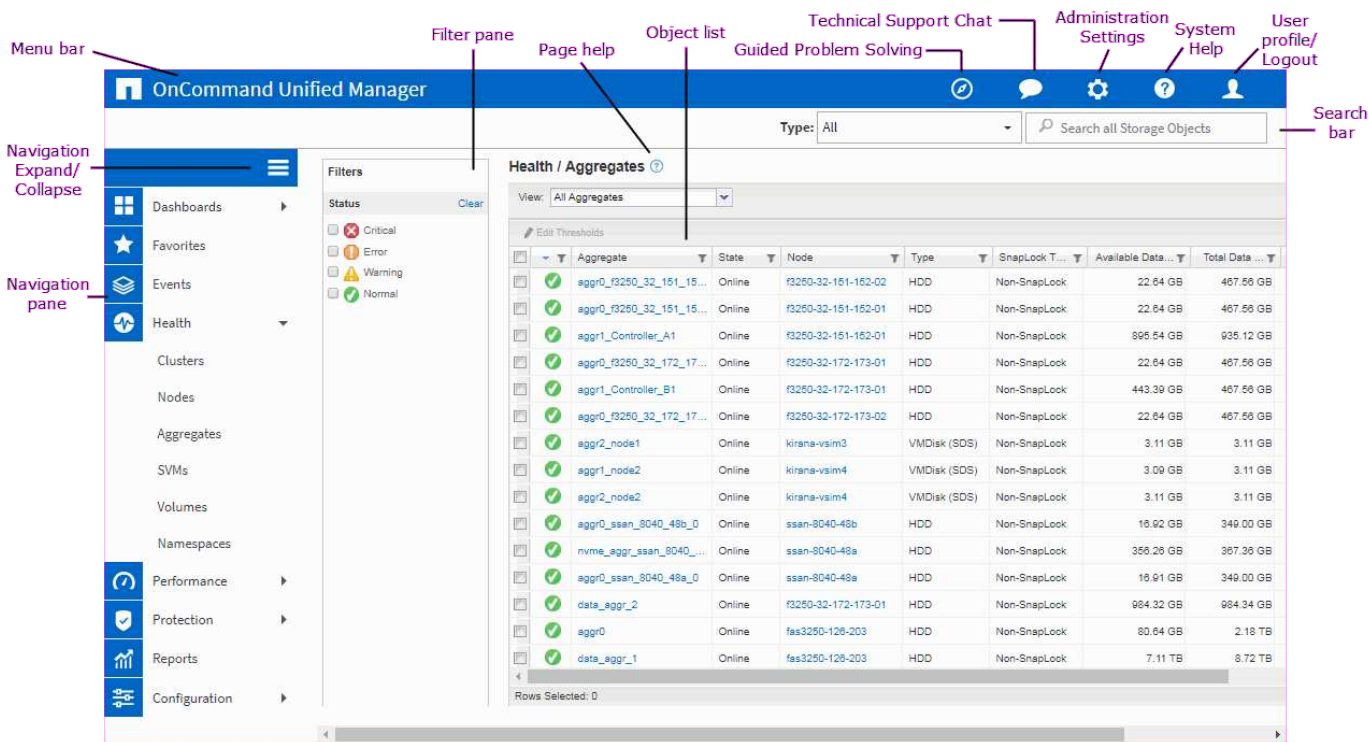 Menu bar
Filter pane
Page help
Object list
Technical Support Chat
Guided Problem Solving
Administration
Settings
System
Help
User
profile/
Logout
OnCommand Unified Manager
Type: All
Search all Storage Objects
Search
bar
Navigation
Expand/
Collapse
Navigation
pane
Dashboards
Favorites
Events
Health
Clusters
Nodes
Aggregates
SVMs
Volumes
Namespaces
Performance
Protection
Reports
Configuration
Filters
Status Clear
Critical
Error
Warning
Normal
Health / Aggregates
View: All Aggregates
Edit Thresholds
Aggregate State Node Type SnapLock T... Available Data... Total Data ...
aggr0_f3250_32_151_15... Online f3250-32-151-152-02 HDD Non-SnapLock 22.64 GB 467.56 GB
aggr0_f3250_32_151_15... Online f3250-32-151-152-01 HDD Non-SnapLock 22.64 GB 467.56 GB
aggr1_Controller_A1 Online f3250-32-151-152-01 HDD Non-SnapLock 895.54 GB 935.12 GB
aggr0_f3250_32_172_17... Online f3250-32-172-173-01 HDD Non-SnapLock 22.64 GB 467.56 GB
aggr1_Controller_B1 Online f3250-32-172-173-01 HDD Non-SnapLock 443.39 GB 467.56 GB
aggr0_f3250_32_172_17... Online f3250-32-172-173-02 HDD Non-SnapLock 22.64 GB 467.56 GB
aggr2_node1 Online kirana-vsim3 VMDisk (SDS) Non-SnapLock 3.11 GB 3.11 GB
aggr1_node2 Online kirana-vsim4 VMDisk (SDS) Non-SnapLock 3.09 GB 3.11 GB
aggr2_node2 Online kirana-vsim4 VMDisk (SDS) Non-SnapLock 3.11 GB 3.11 GB
aggr0_ssan_8040_48b_0 Online ssan-8040-48b HDD Non-SnapLock 16.92 GB 349.00 GB
nvme_aggr_ssan_8040_... Online ssan-8040-48a HDD Non-SnapLock 356.26 GB 367.36 GB
aggr0_ssan_8040_48a_0 Online ssan-8040-48a HDD Non-SnapLock 16.91 GB 349.00 GB
data_aggr_2 Online f3250-32-172-173-01 HDD Non-SnapLock 984.32 GB 984.34 GB
aggr0 Online fas3250-126-203 HDD Non-SnapLock 80.64 GB 2.18 TB
data_aggr_1 Online fas3250-126-203 HDD Non-SnapLock 7.11 TB 8.72 TB
Rows Selected: 0